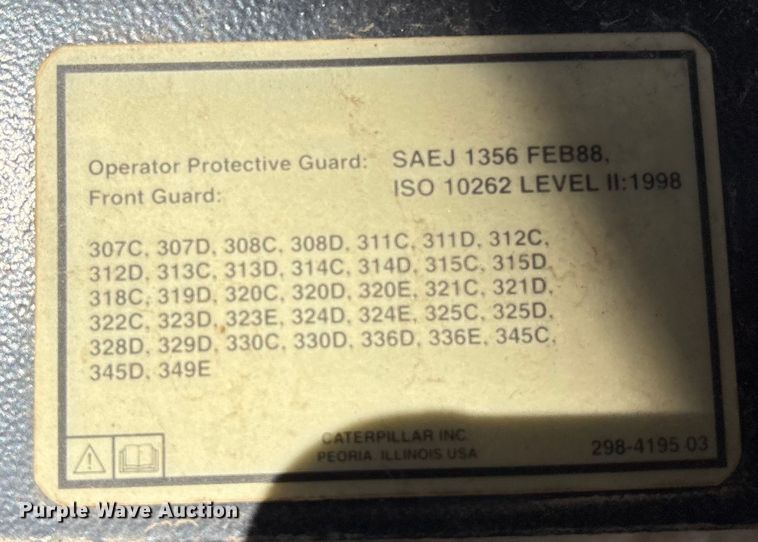 Operator Protective Guard: SAEJ 1356 FEB88,
Front Guard: ISO 10262 LEVEL II:1998
307C, 307D, 308C, 308D, 311C, 311D, 312C,
312D, 313C, 313D, 314C, 314D, 315C, 315D,
318C, 319D, 320C, 320D, 320E, 321C, 321D,
322C, 323D, 323E, 324D, 324E, 325C, 325D,
328D, 329D, 330C, 330D, 336D, 336E, 345C,
345D, 349E
CATERPILLAR INC.
PEORIA, ILLINOIS USA
298-4195 03
Purple Wave Auction